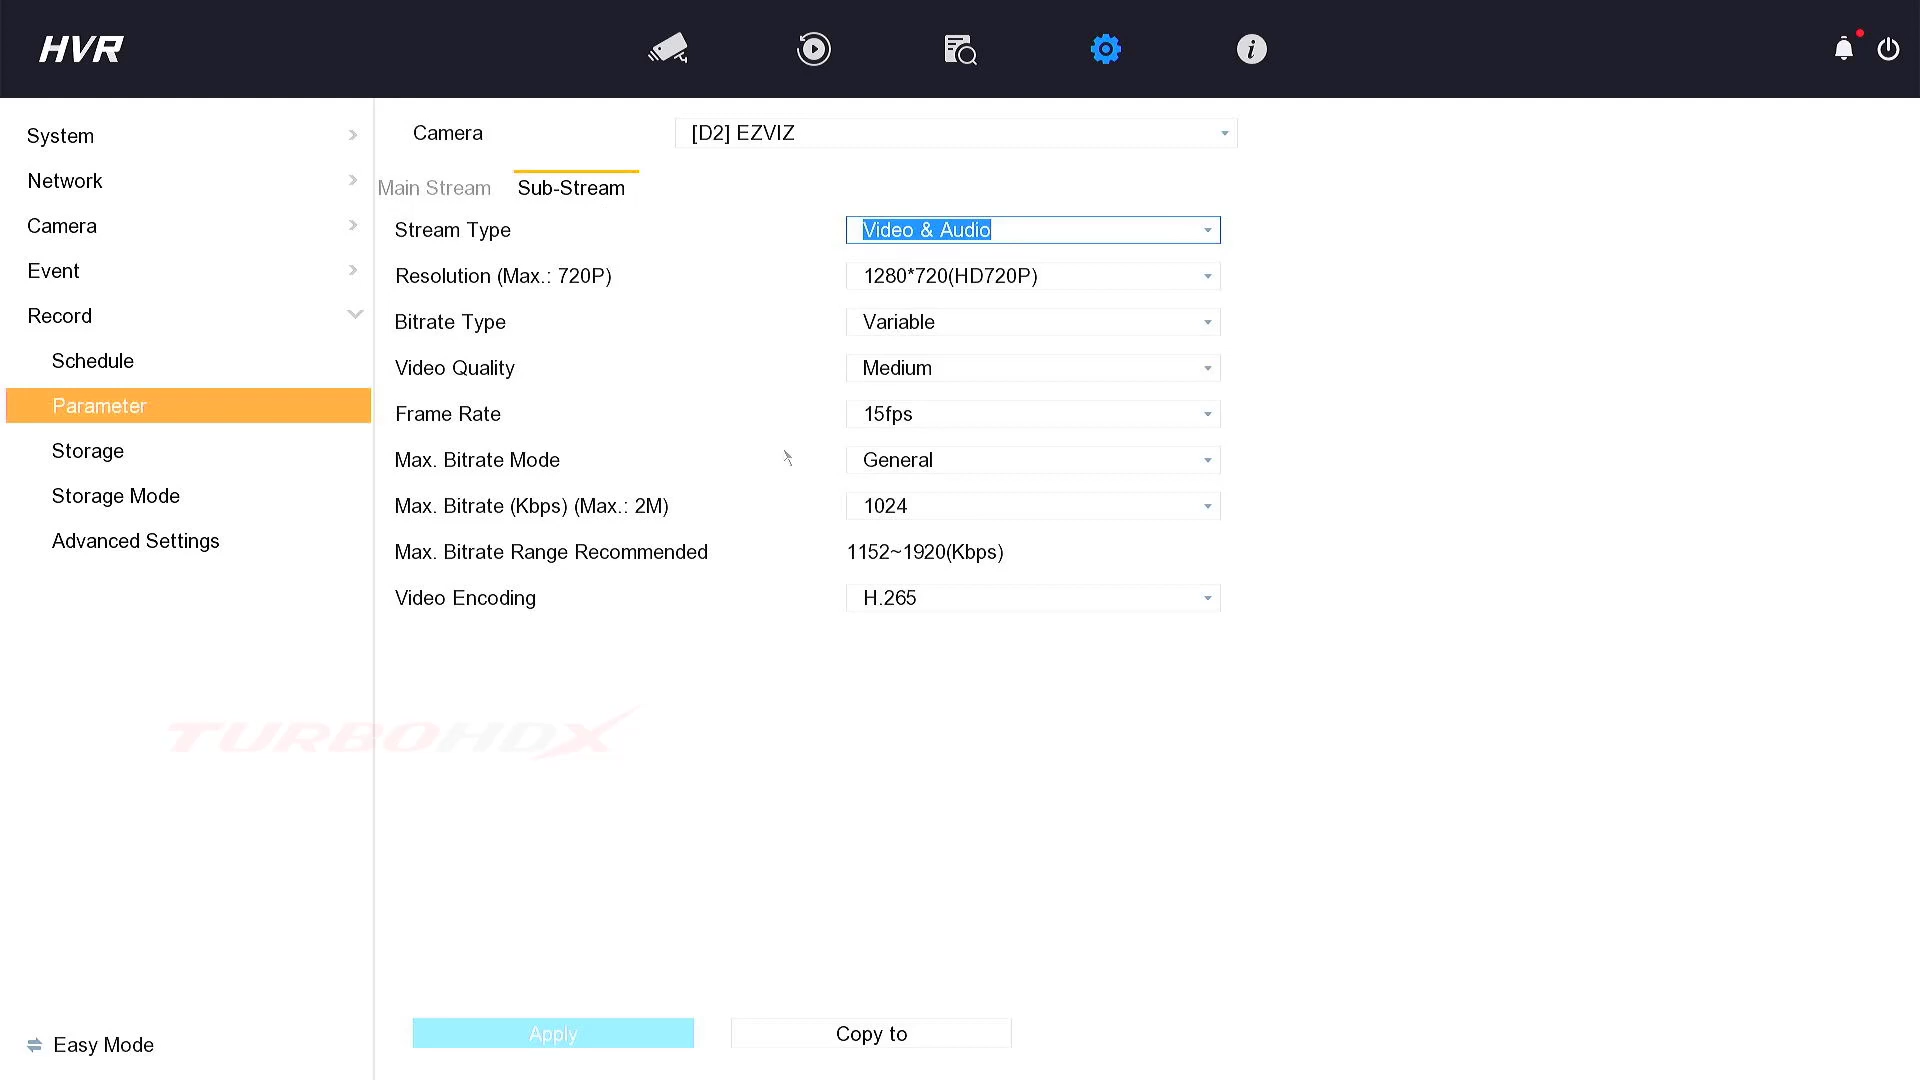 HVR
System
Network
Camera
Event
Record
Schedule
Parameter
Storage
Storage Mode
Advanced Settings
Easy Mode
Camera [D2] EZVIZ
Main Stream Sub-Stream
Stream Type Video & Audio
Resolution (Max.: 720P) 1280*720(HD720P)
Bitrate Type Variable
Video Quality Medium
Frame Rate 15fps
Max. Bitrate Mode General
Max. Bitrate (Kbps) (Max.: 2M) 1024
Max. Bitrate Range Recommended 1152~1920(Kbps)
Video Encoding H.265
TURBOHDX
Apply Copy to